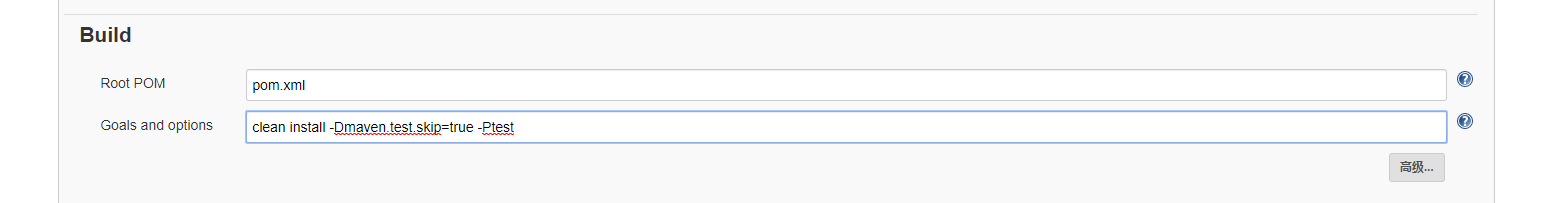 Build
Root POM
pom.xml
?
Goals and options
clean install -Dmaven.test.skip=true -Ptest
?
高级...